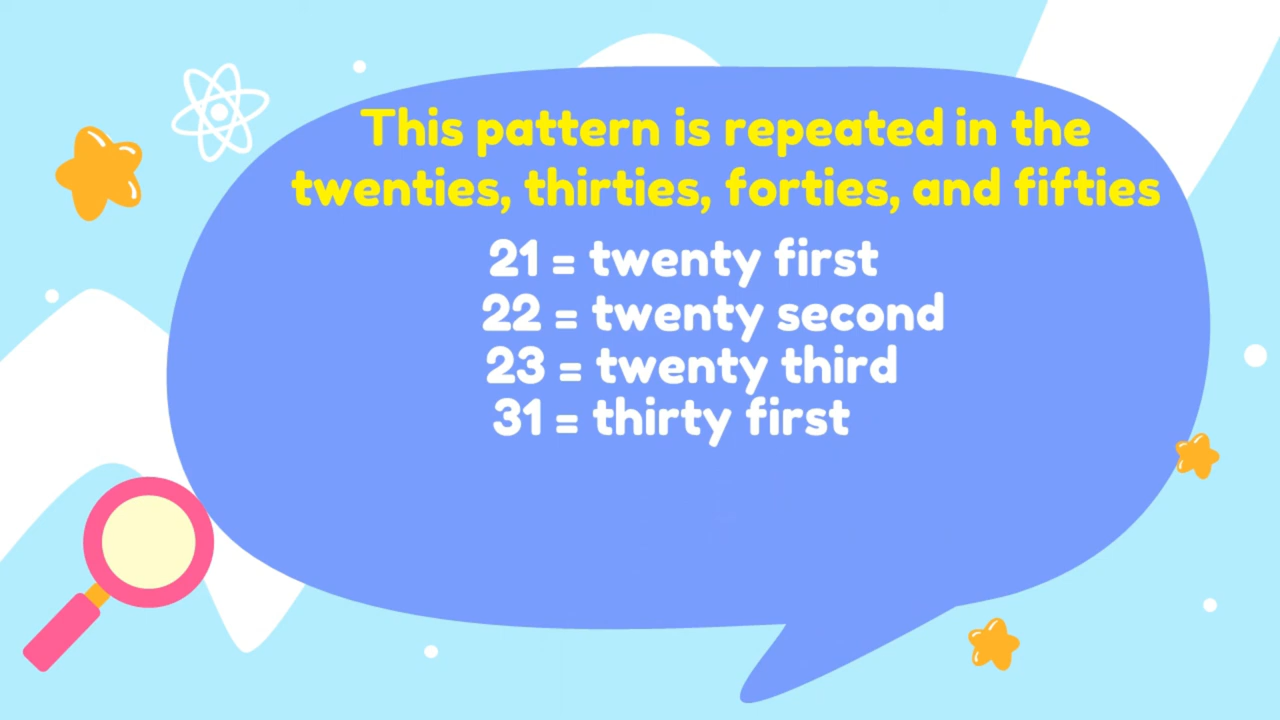 This pattern is repeated in the
twenties, thirties, forties, and fifties
21 = twenty first
22 = twenty second
23 = twenty third
31 = thirty first